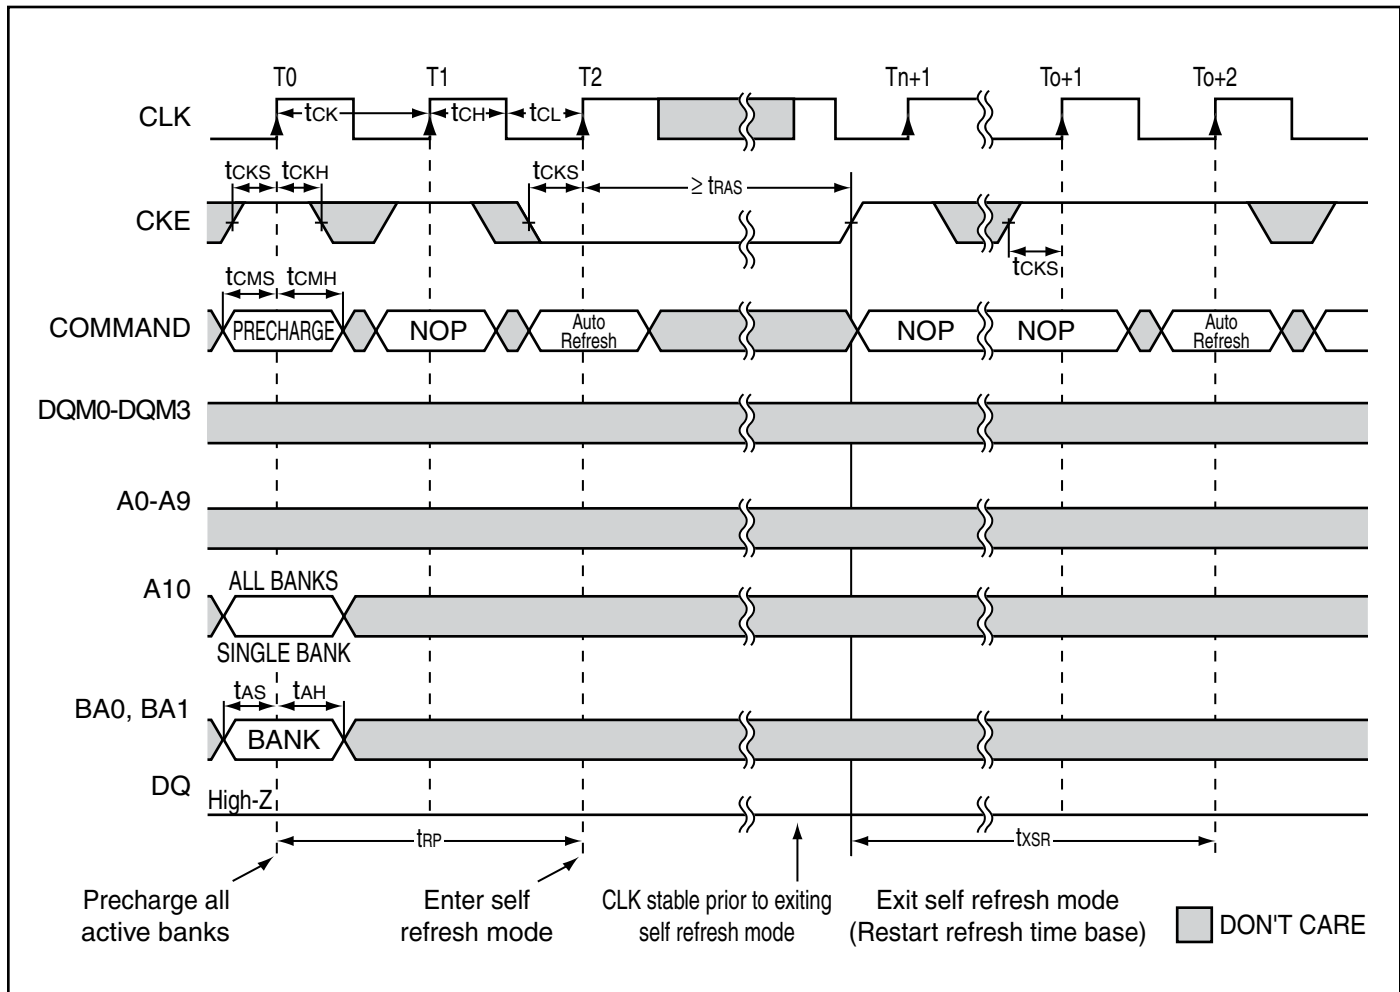 T0 T1 T2 Tn+1 To+1 To+2
CLK tCK tCH tCL
tCKS tCKH tCKS ≥ tRAS
CKE
tCKS
tCMS tCMH
COMMAND PRECHARGE NOP Auto Refresh NOP NOP Auto Refresh
DQM0-DQM3
A0-A9
A10 ALL BANKS
SINGLE BANK
tAS tAH
BA0, BA1 BANK
DQ High-Z
tRP tXSR
Precharge all
active banks
Enter self
refresh mode
CLK stable prior to exiting
self refresh mode
Exit self refresh mode
(Restart refresh time base)
DON'T CARE